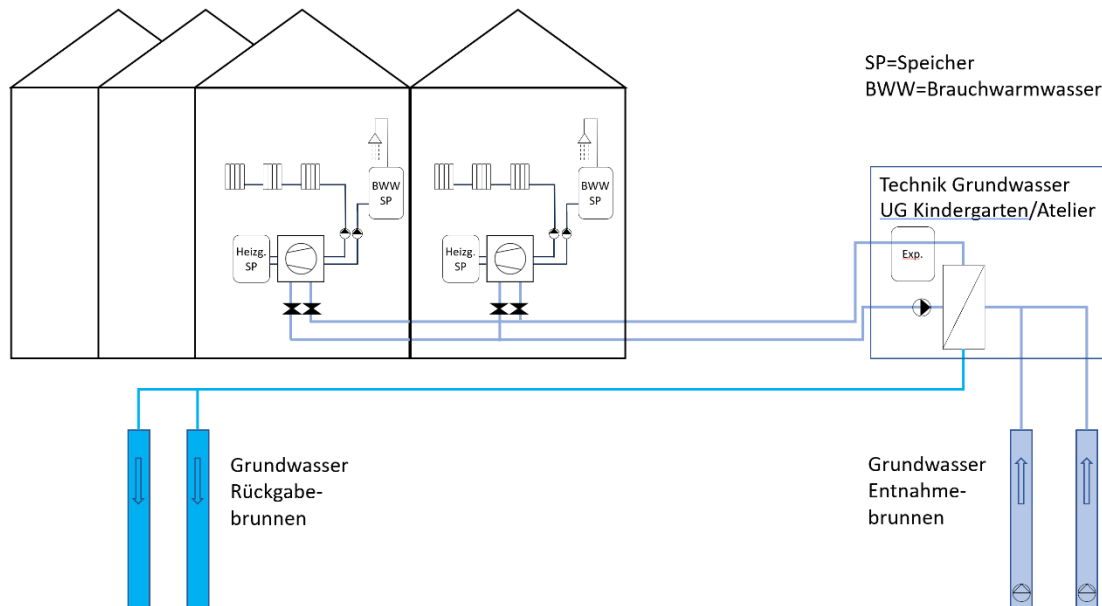 SP=Speicher
BWW=Brauchwarmwasser
BWW
SP
BWW
SP
Heizg.
SP
Heizg.
SP
Technik Grundwasser
UG Kindergarten/Atelier
Exp.
Grundwasser
Rückgabe-
brunnen
Grundwasser
Entnahme-
brunnen